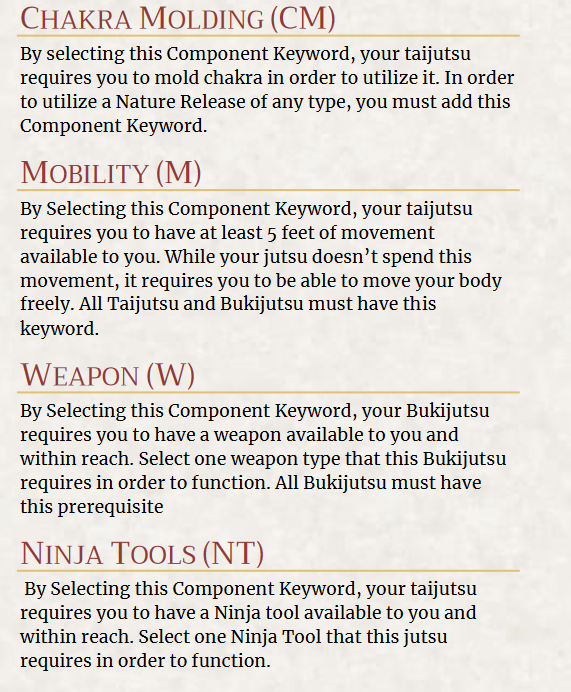 Chakra Molding (CM)
By selecting this Component Keyword, your taijutsu
requires you to mold chakra in order to utilize it. In order
to utilize a Nature Release of any type, you must add this
Component Keyword.
Mobility (M)
By Selecting this Component Keyword, your taijutsu
requires you to have at least 5 feet of movement
available to you. While your jutsu doesn’t spend this
movement, it requires you to be able to move your body
freely. All Taijutsu and Bukijutsu must have this
keyword.
Weapon (W)
By Selecting this Component Keyword, your Bukijutsu
requires you to have a weapon available to you and
within reach. Select one weapon type that this Bukijutsu
requires in order to function. All Bukijutsu must have
this prerequisite
Ninja Tools (NT)
By Selecting this Component Keyword, your taijutsu
requires you to have a Ninja tool available to you and
within reach. Select one Ninja Tool that this jutsu
requires in order to function.